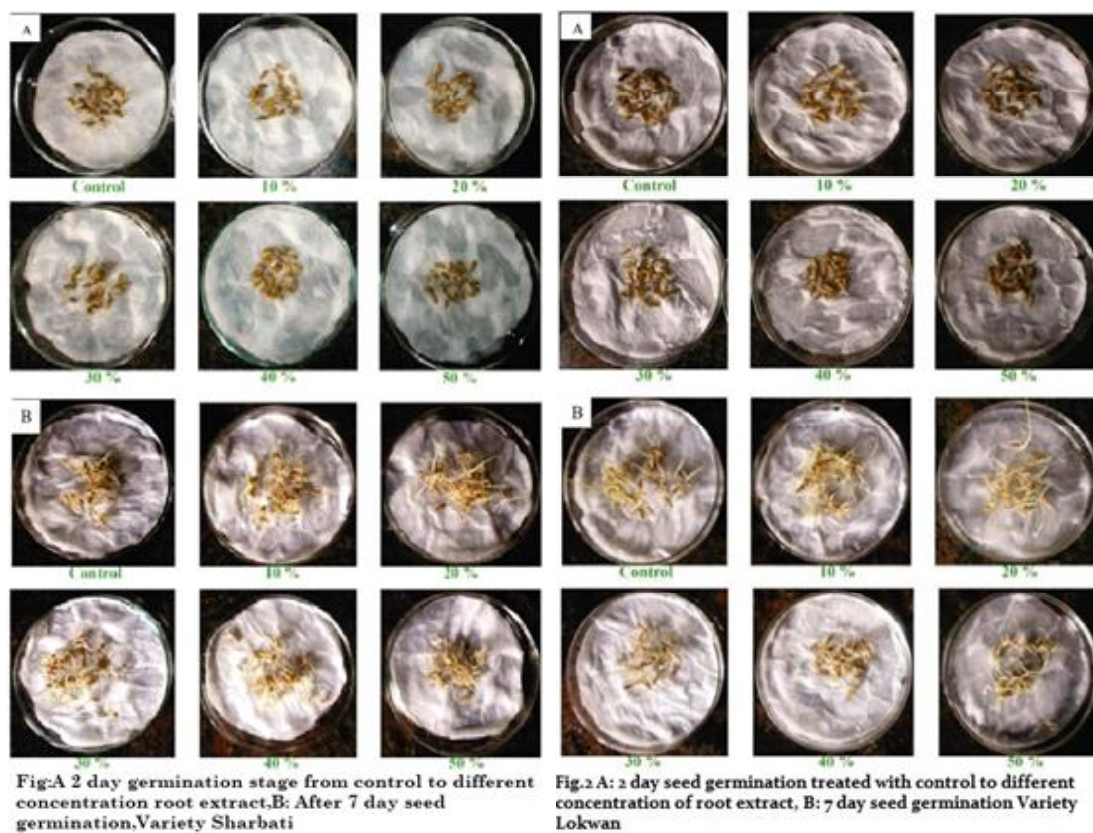 A
Control
10 %
20 %
30 %
40 %
50 %
B
Control
10 %
20 %
30 %
40 %
50 %
Fig:A 2 day germination stage from control to different
concentration root extract,B: After 7 day seed
germination,Variety Sharbati
A
Control
10 %
20 %
30 %
40 %
50 %
B
Control
10 %
20 %
30 %
40 %
50 %
Fig.2 A: 2 day seed germination treated with control to different
concentration of root extract, B: 7 day seed germination Variety
Lokwan